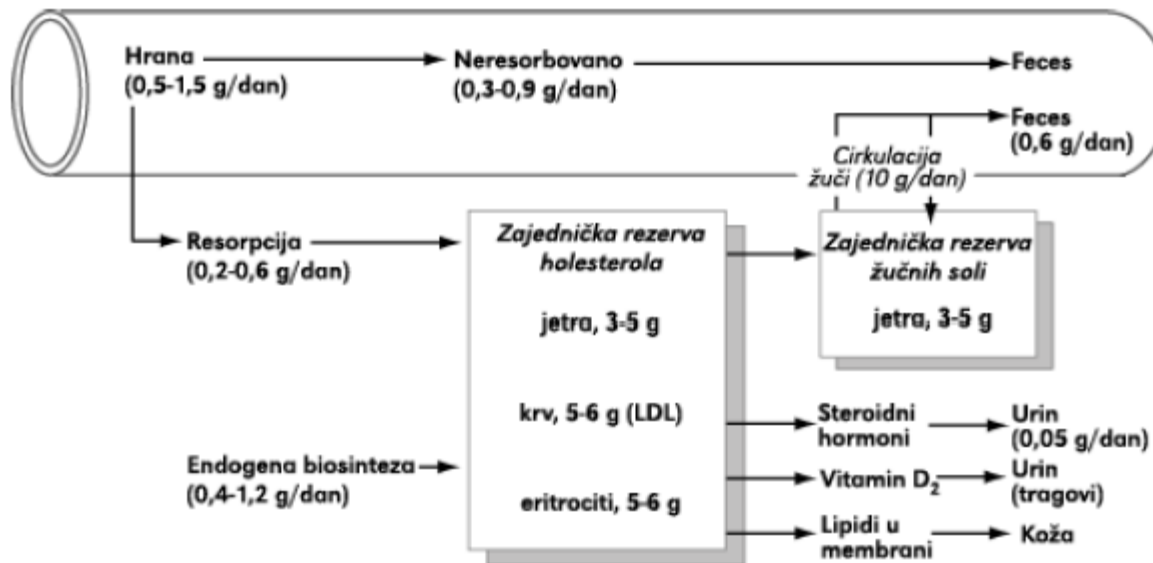 Hrana
(0,5-1,5 g/dan)
Neresorbovano
(0,3-0,9 g/dan)
Feces
Feces
(0,6 g/dan)
Cirkulacija
žuči (10 g/dan)
Resorpcija
(0,2-0,6 g/dan)
Zajednička rezerva
holesterola
jetra, 3-5 g
krv, 5-6 g (LDL)
eritrociti, 5-6 g
Zajednička rezerva
žučnih soli
jetra, 3-5 g
Endogena biosinteza
(0,4-1,2 g/dan)
Steroidni
hormoni
Urin
(0,05 g/dan)
Vitamin D2
Urin
(tragovi)
Lipidi u
membrani
Koža